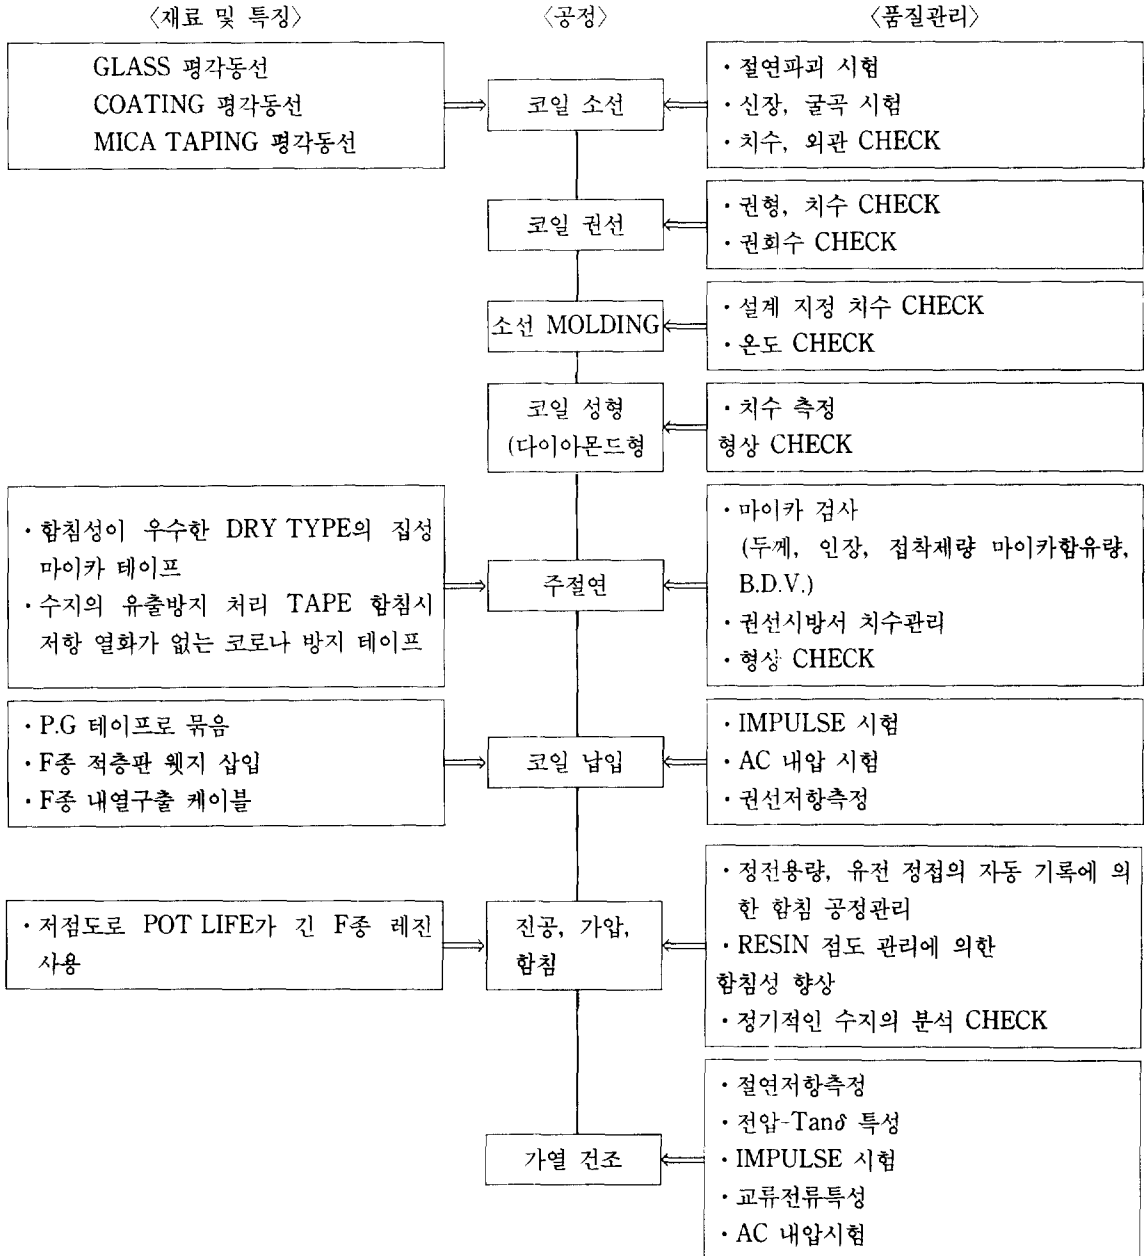 〈재료 및 특징〉
〈공정〉
〈품질관리〉
GLASS 평각동선
COATING 평각동선
MICA TAPING 평각동선
코일 소선
· 절연파괴 시험
· 신장, 굴곡 시험
· 치수, 외관 CHECK
코일 권선
· 권형, 치수 CHECK
· 권회수 CHECK
소선 MOLDING
· 설계 지정 치수 CHECK
· 온도 CHECK
코일 성형
(다이아몬드형
· 치수 측정
형상 CHECK
· 함침성이 우수한 DRY TYPE의 집성
마이카 테이프
· 수지의 유출방지 처리 TAPE 함침시
저항 열화가 없는 코로나 방지 테이프
주절연
· 마이카 검사
(두께, 인장, 접착제량 마이카함유량,
B.D.V.)
· 권선시방서 치수관리
· 형상 CHECK
· P.G 테이프로 묶음
· F종 적층판 웻지 삽입
· F종 내열구출 케이블
코일 납입
· IMPULSE 시험
· AC 내압 시험
· 권선저항측정
· 저점도로 POT LIFE가 긴 F종 레진
사용
진공, 가압,
함침
· 정전용량, 유전 정접의 자동 기록에 의
한 함침 공정관리
· RESIN 점도 관리에 의한
함침성 향상
· 정기적인 수지의 분석 CHECK
가열 건조
· 절연저항측정
· 전압-Tanδ 특성
· IMPULSE 시험
· 교류전류특성
· AC 내압시험